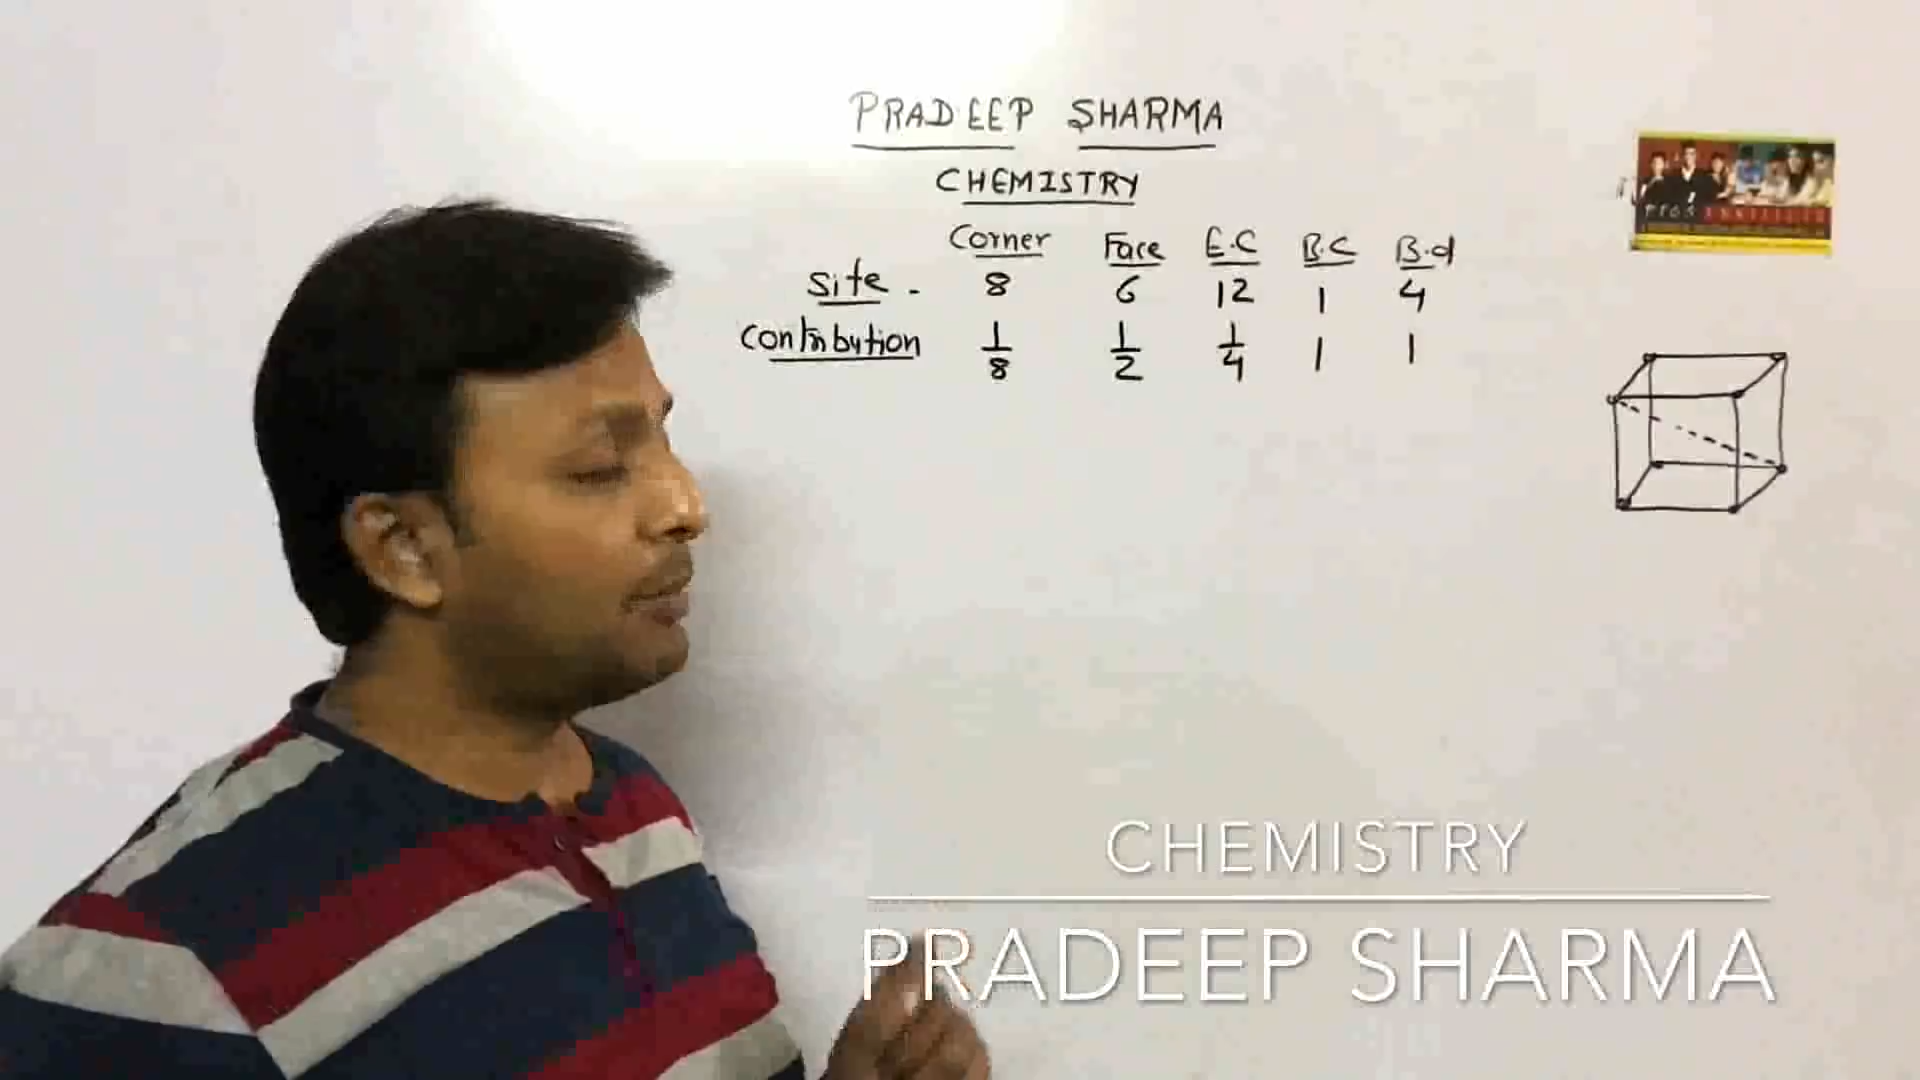 PRADEEP SHARMA
CHEMISTRY
Corner Face E.C B.C B.d
Site - 8 6 12 1 4
Contribution 1/8 1/2 1/4 1 1
CHEMISTRY
PRADEEP SHARMA